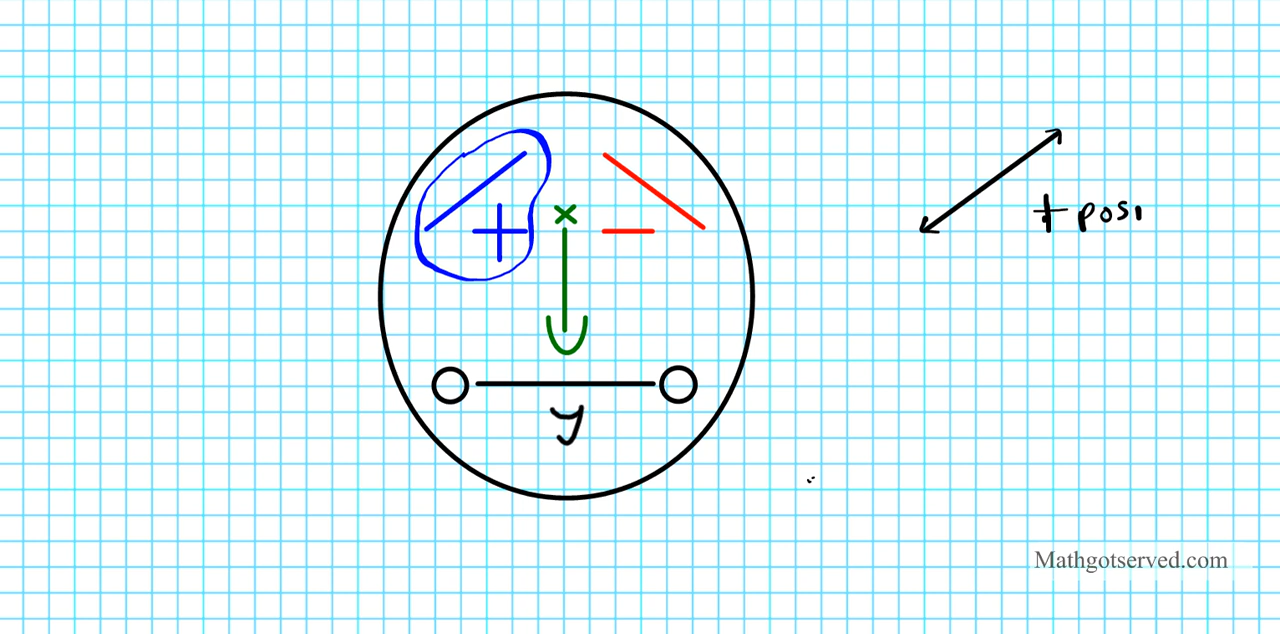 ×
+ −
+ posi
y
Mathgotserved.com